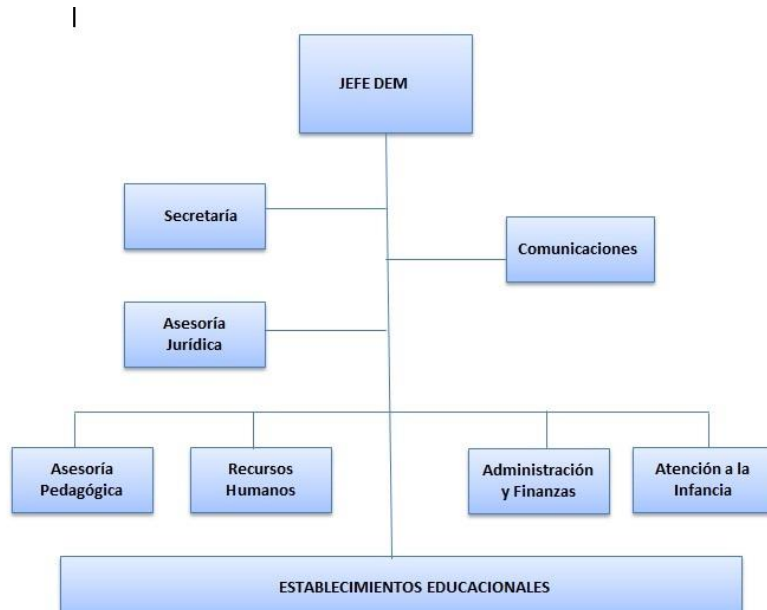 JEFE DEM
Secretaría
Comunicaciones
Asesoría
Jurídica
Asesoría
Pedagógica
Recursos
Humanos
Administración
y Finanzas
Atención a la
Infancia
ESTABLECIMIENTOS EDUCACIONALES